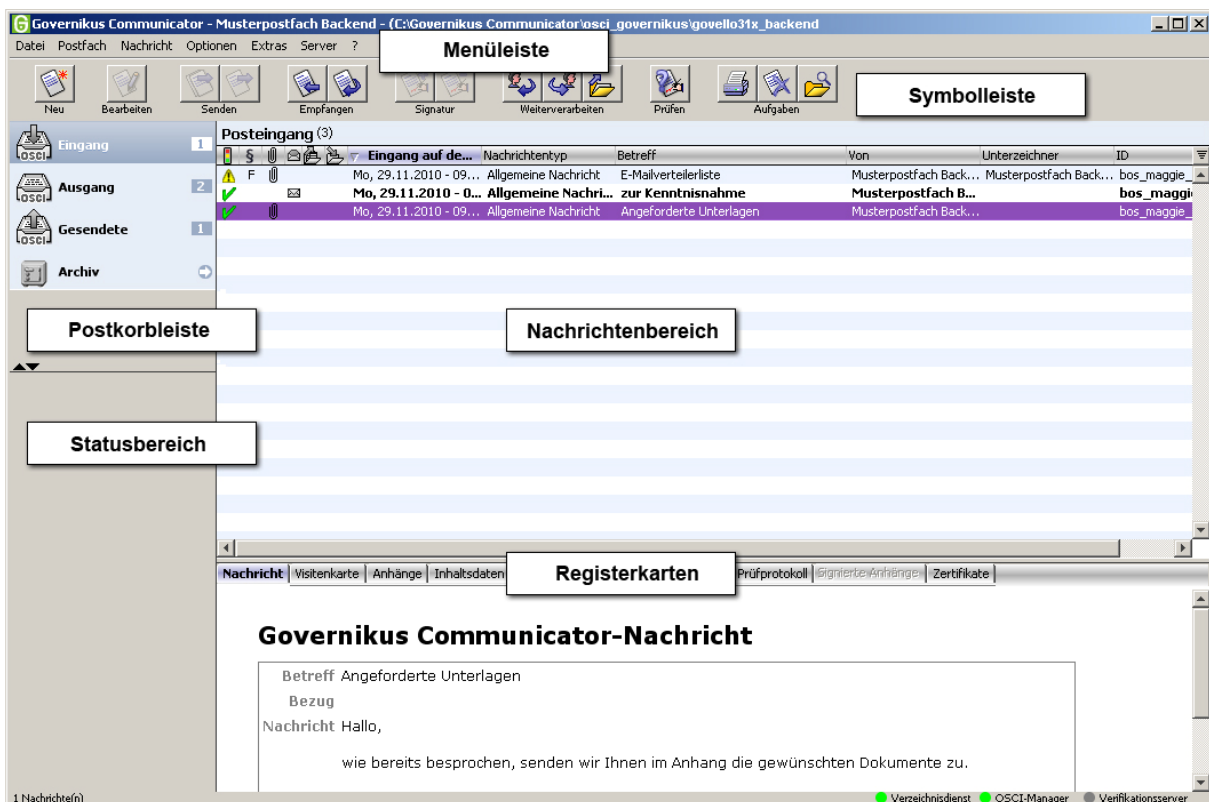 Governikus Communicator - Musterpostfach Backend - (C:\Governikus Communicator\osci_governikus\govello31x_backend
Datei Postfach Nachricht Optionen Extras Server ?
Menüleiste
Neu Bearbeiten Senden Empfangen Signatur Weiterverarbeiten Prüfen Aufgaben
Symbolleiste
OSCI Eingang 1
OSCI Ausgang 2
OSCI Gesendete 1
Archiv
Posteingang (3)
§ Eingang auf de... Nachrichtentyp Betreff Von Unterzeichner ID
F Mo, 29.11.2010 - 09... Allgemeine Nachricht E-Mailverteilerliste Musterpostfach Back... Musterpostfach Back... bos_maggie_
Mo, 29.11.2010 - 0... Allgemeine Nachri... zur Kenntnisnahme Musterpostfach B... bos_maggi
Mo, 29.11.2010 - 09... Allgemeine Nachricht Angeforderte Unterlagen Musterpostfach Back... bos_maggie_
Postkorbleiste
Nachrichtenbereich
Statusbereich
Nachricht Visitenkarte Anhänge Inhaltsdaten Prüfprotokoll Signierte Anhänge Zertifikate
Registerkarten
Governikus Communicator-Nachricht
Betreff Angeforderte Unterlagen
Bezug
Nachricht Hallo,
wie bereits besprochen, senden wir Ihnen im Anhang die gewünschten Dokumente zu.
1 Nachrichte(n) Verzeichnisdienst OSCI-Manager Verifikationsserver